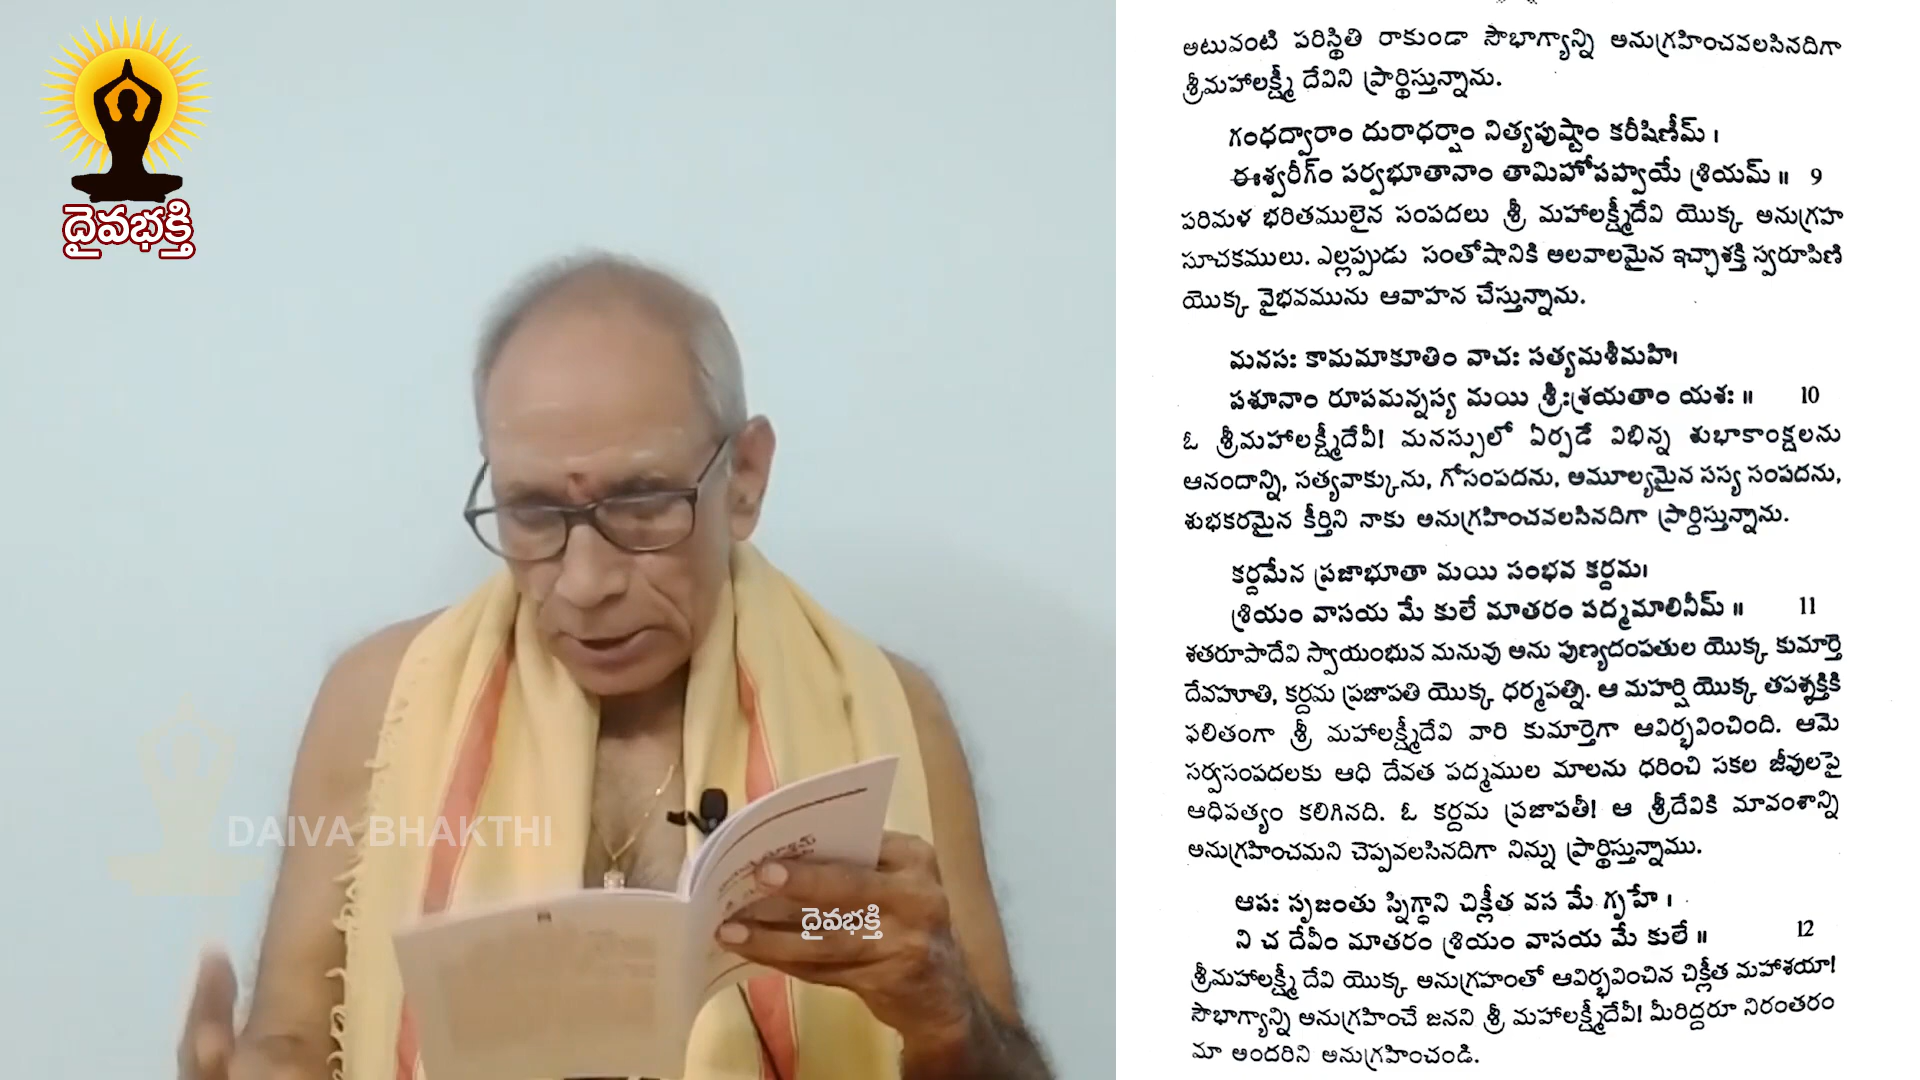 దైవభక్తి
DAIVA BHAKTHI
దైవభక్తి
అటువంటి పరిస్థితి రాకుండా సౌభాగ్యాన్ని అనుగ్రహించవలసినదిగా
శ్రీమహాలక్ష్మీ దేవిని ప్రార్థిస్తున్నాను.
గంధద్వారాం దురాధర్షాం నిత్యపుష్టాం కరీషిణీమ్ ।
ఈశ్వరీగ్ం పర్వభూతానాం తామిహోపహ్వయే శ్రియమ్ ॥ 9
పరిమళ భరితములైన సంపదలు శ్రీ మహాలక్ష్మీదేవి యొక్క అనుగ్రహ
సూచకములు. ఎల్లప్పుడు సంతోషానికి ఆలవాలమైన ఇచ్ఛాశక్తి స్వరూపిణి
యొక్క వైభవమును ఆవాహన చేస్తున్నాను.
మనసః కామమాకూతిం వాచః సత్యమశీమహి।
పశూనాం రూపమన్నస్య మయి శ్రీఃశ్రయతాం యశః ॥ 10
ఓ శ్రీమహాలక్ష్మీదేవీ! మనస్సులో ఏర్పడే విభిన్న శుభాకాంక్షలను
ఆనందాన్ని, సత్యవాక్కును, గోసంపదను, అమూల్యమైన సస్య సంపదను,
శుభకరమైన కీర్తిని నాకు అనుగ్రహించవలసినదిగా ప్రార్థిస్తున్నాను.
కర్దమేన ప్రజాభూతా మయి సంభవ కర్దమ।
శ్రియం వాసయ మే కులే మాతరం పద్మమాలినీమ్ ॥ 11
శతరూపాదేవి స్వాయంభువ మనువు అను పుణ్యదంపతుల యొక్క కుమార్తె
దేవహూతి, కర్దమ ప్రజాపతి యొక్క ధర్మపత్ని. ఆ మహర్షి యొక్క తపశ్శక్తికి
ఫలితంగా శ్రీ మహాలక్ష్మీదేవి వారి కుమార్తెగా ఆవిర్భవించింది. ఆమె
సర్వసంపదలకు ఆధి దేవత పద్మముల మాలను ధరించి సకల జీవులపై
ఆధిపత్యం కలిగినది. ఓ కర్దమ ప్రజాపతీ! ఆ శ్రీదేవికి మావంశాన్ని
అనుగ్రహించమని చెప్పవలసినదిగా నిన్ను ప్రార్థిస్తున్నాము.
ఆపః సృజంతు స్నిగ్ధాని చిక్లీత వస మే గృహే ।
ని చ దేవీం మాతరం శ్రియం వాసయ మే కులే ॥ 12
శ్రీమహాలక్ష్మీ దేవి యొక్క అనుగ్రహంతో ఆవిర్భవించిన చిక్లీత మహాశయా!
సౌభాగ్యాన్ని అనుగ్రహించే జనని శ్రీ మహాలక్ష్మీదేవీ! మీరిద్దరూ నిరంతరం
మా అందరిని అనుగ్రహించండి.